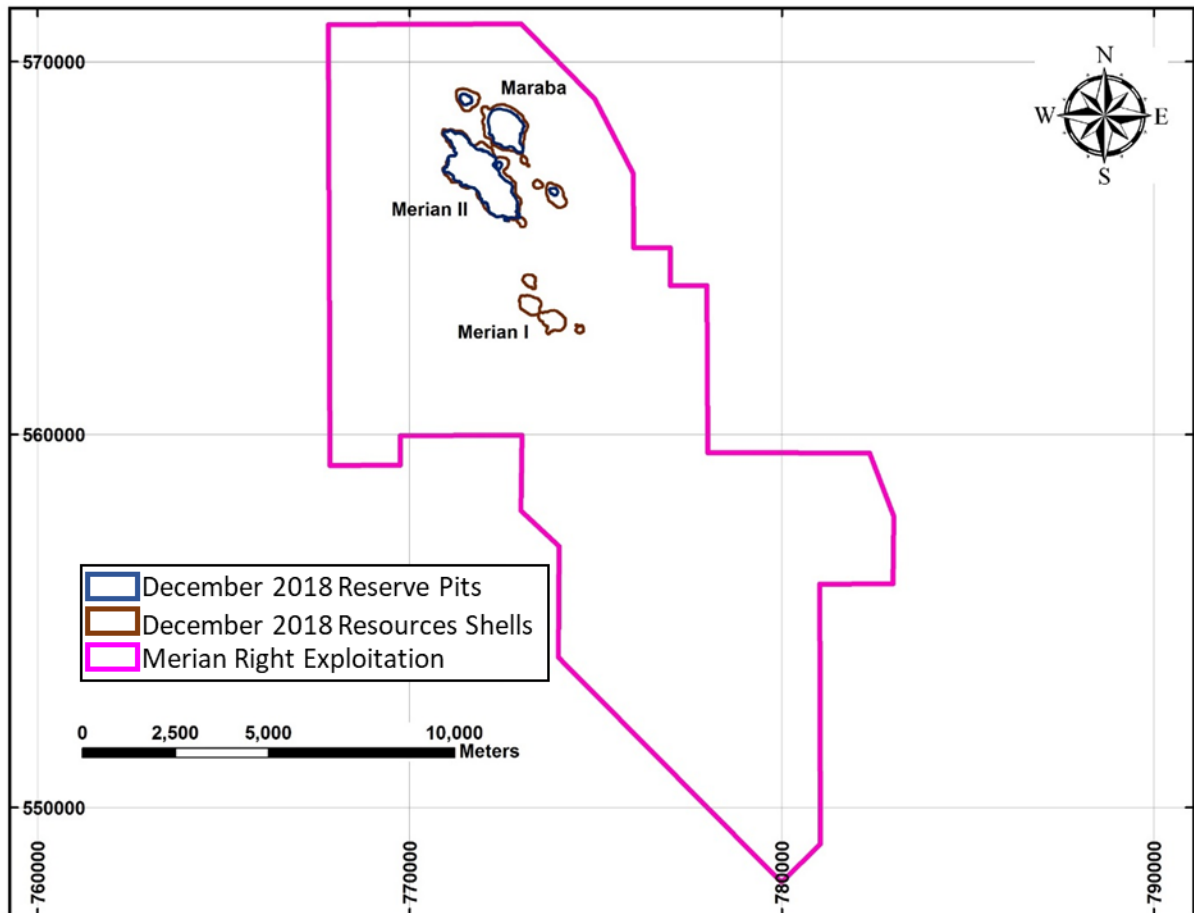 570000
560000
550000
760000
770000
780000
790000
N
W
E
S
Maraba
Merian II
Merian I
December 2018 Reserve Pits
December 2018 Resources Shells
Merian Right Exploitation
0 2,500 5,000 10,000
Meters